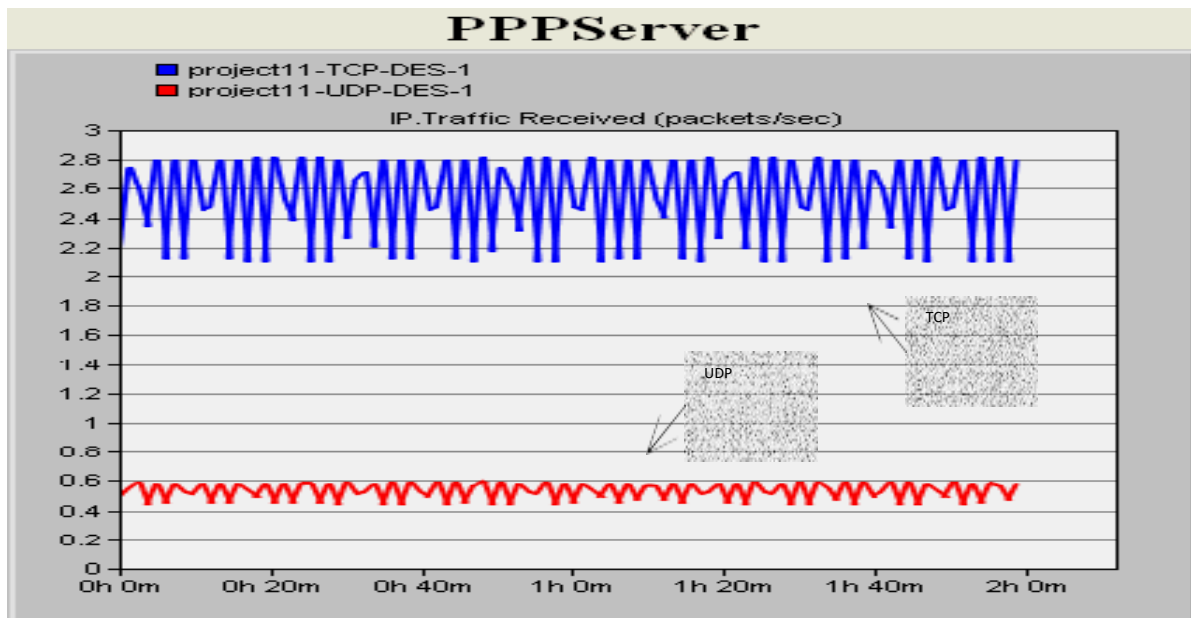 PPPServer
project11-TCP-DES-1
project11-UDP-DES-1
IP.Traffic Received (packets/sec)
3
2.8
2.6
2.4
2.2
2
1.8
1.6
1.4
1.2
1
0.8
0.6
0.4
0.2
0
TCP
UDP
0h 0m 0h 20m 0h 40m 1h 0m 1h 20m 1h 40m 2h 0m